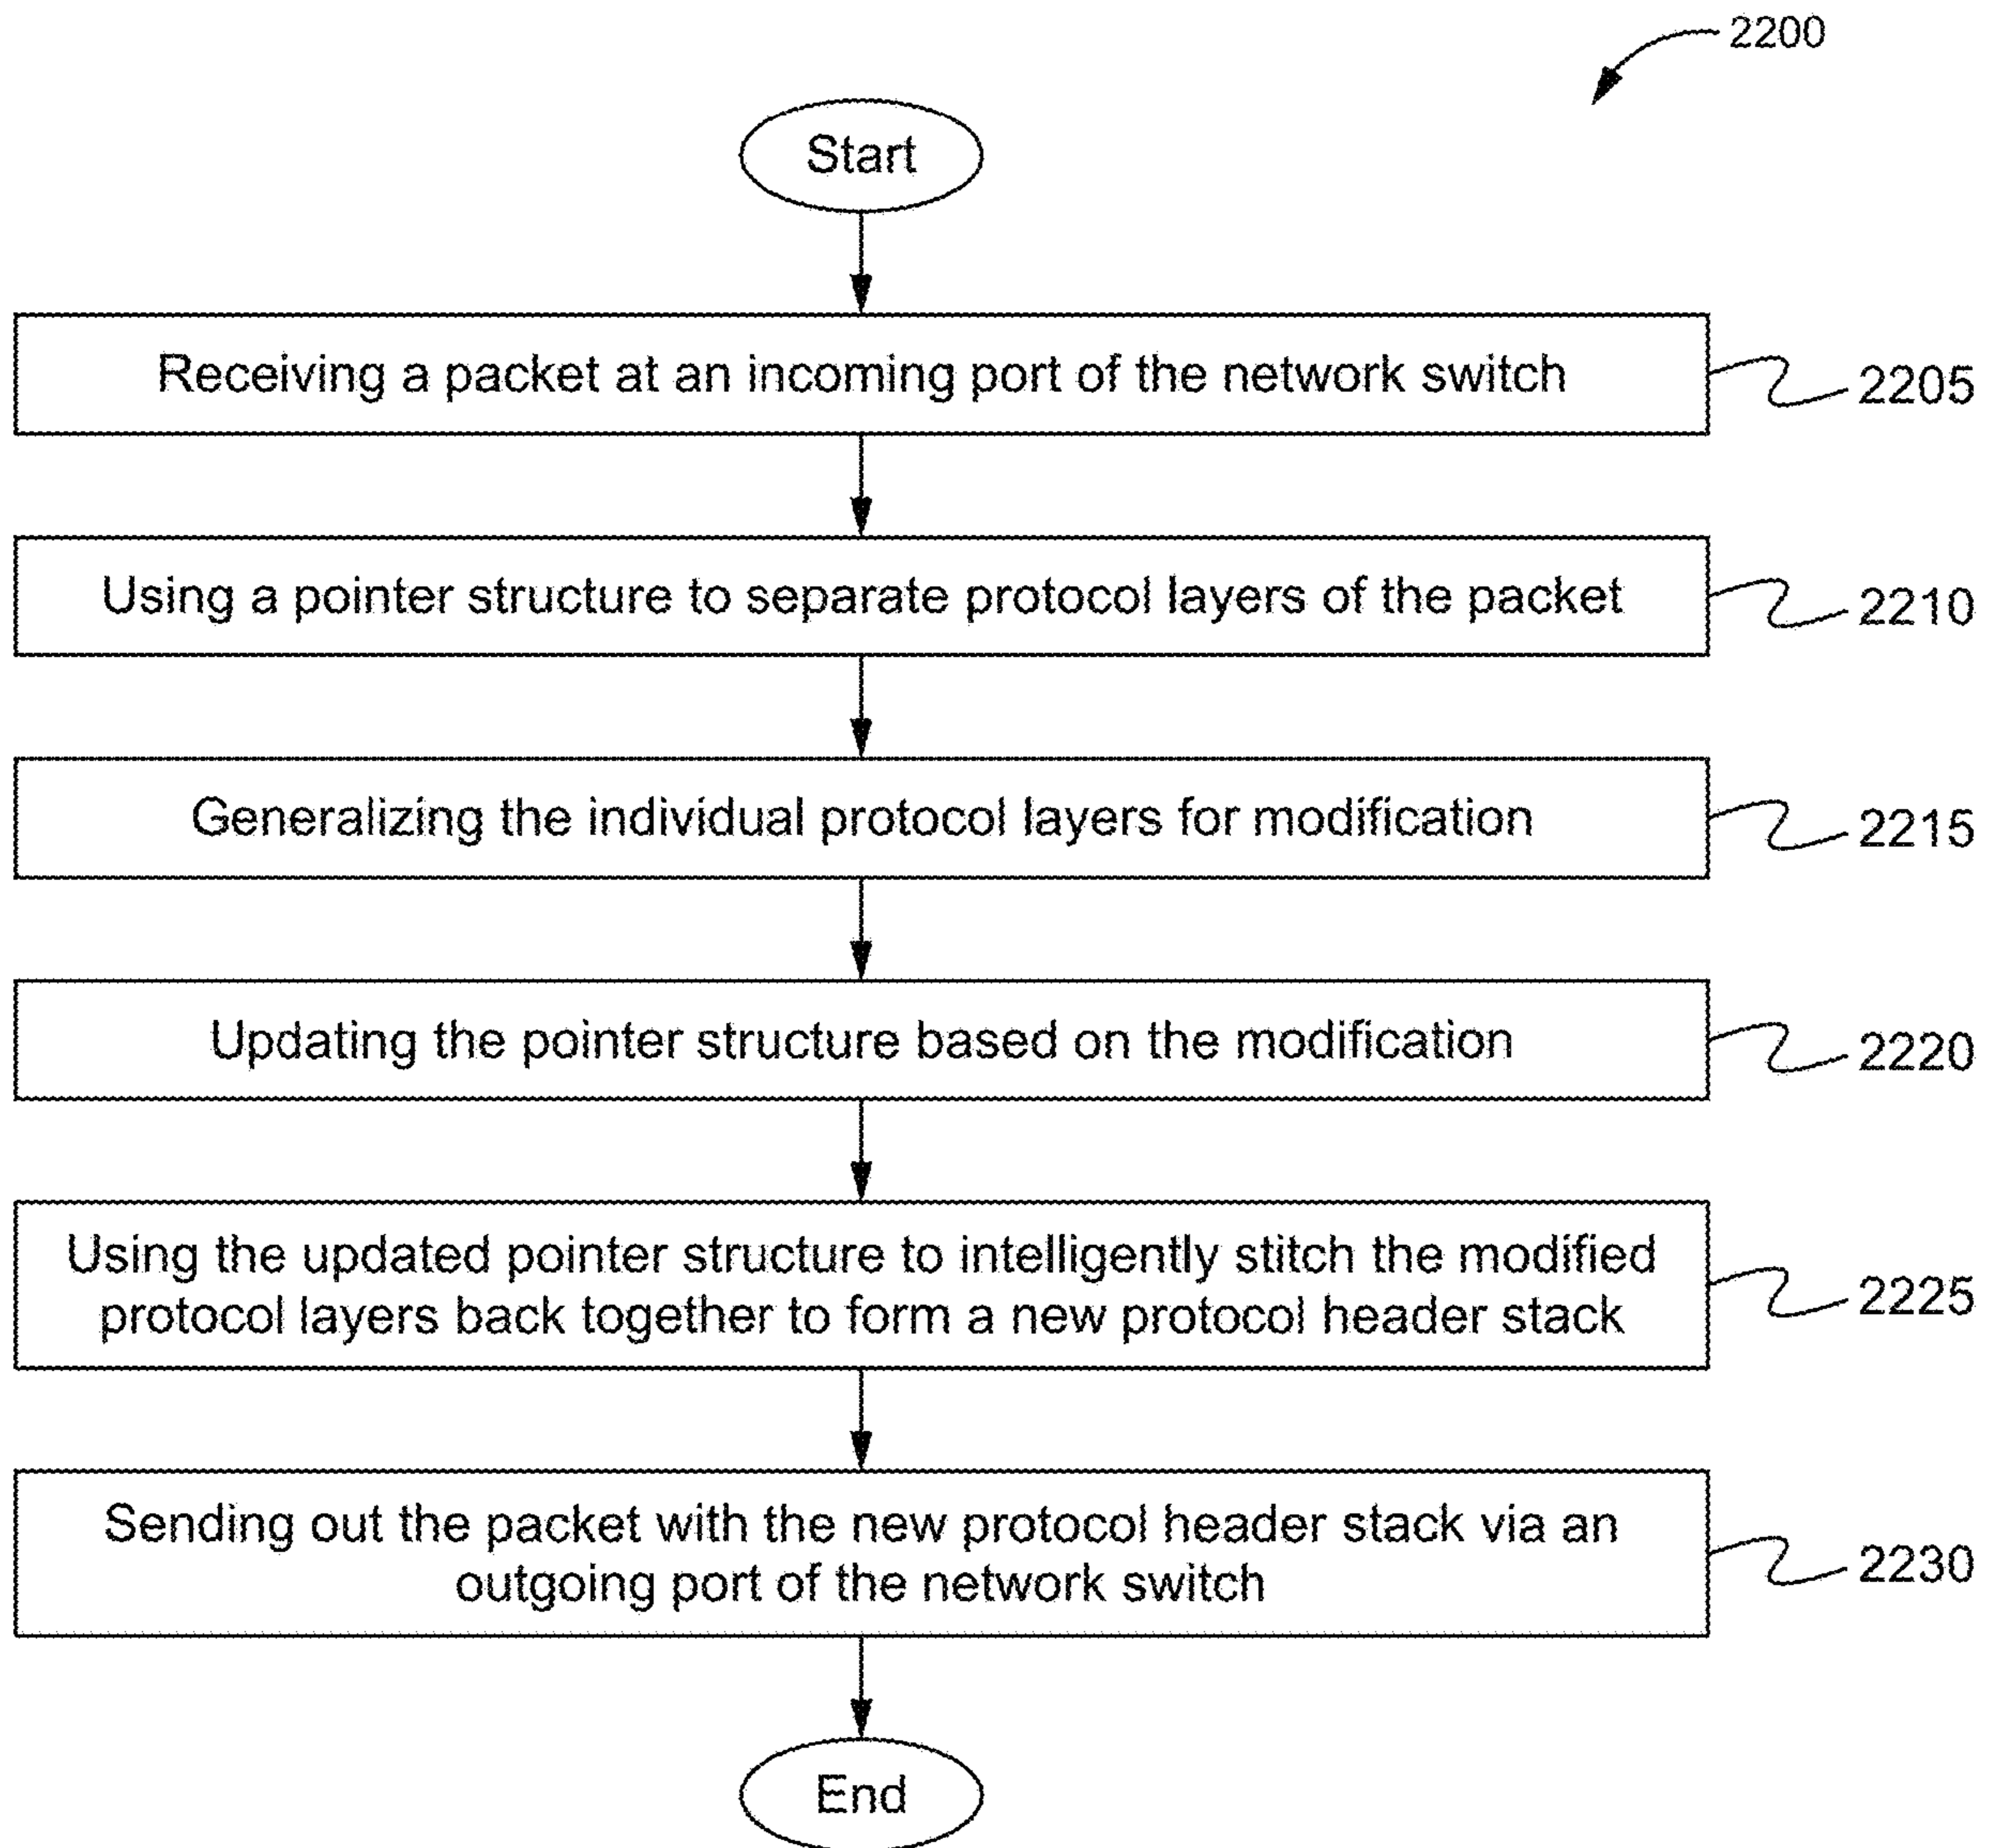 2200
Start
Receiving a packet at an incoming port of the network switch
2205
Using a pointer structure to separate protocol layers of the packet
2210
Generalizing the individual protocol layers for modification
2215
Updating the pointer structure based on the modification
2220
Using the updated pointer structure to intelligently stitch the modified
protocol layers back together to form a new protocol header stack
2225
Sending out the packet with the new protocol header stack via an
outgoing port of the network switch
2230
End